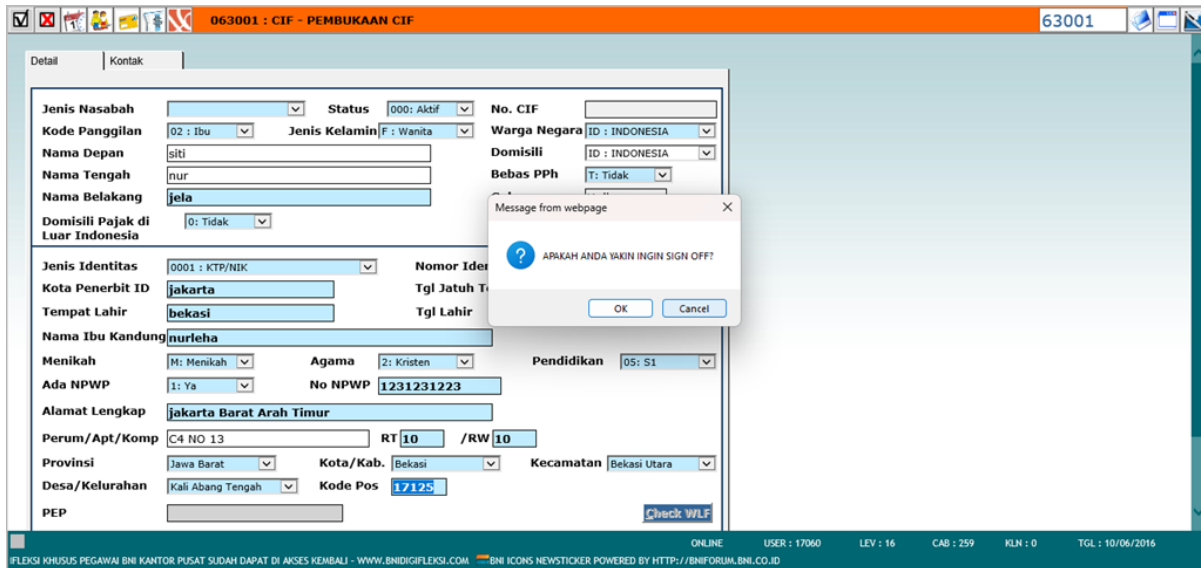 063001 : CIF - PEMBUKAAN CIF 63001
Detail Kontak
Jenis Nasabah Status 000: Aktif No. CIF
Kode Panggilan 02 : Ibu Jenis Kelamin F : Wanita Warga Negara ID : INDONESIA
Nama Depan siti Domisili ID : INDONESIA
Nama Tengah nur Bebas PPh T: Tidak
Nama Belakang jela
Domisili Pajak di Luar Indonesia 0: Tidak
Message from webpage
APAKAH ANDA YAKIN INGIN SIGN OFF?
OK Cancel
Jenis Identitas 0001 : KTP/NIK Nomor Iden
Kota Penerbit ID jakarta Tgl Jatuh Te
Tempat Lahir bekasi Tgl Lahir
Nama Ibu Kandung nurleha
Menikah M: Menikah Agama 2: Kristen Pendidikan 05: S1
Ada NPWP 1: Ya No NPWP 1231231223
Alamat Lengkap jakarta Barat Arah Timur
Perum/Apt/Komp C4 NO 13 RT 10 /RW 10
Provinsi Jawa Barat Kota/Kab. Bekasi Kecamatan Bekasi Utara
Desa/Kelurahan Kali Abang Tengah Kode Pos 17125
PEP Check WLF
ONLINE USER : 17060 LEV : 16 CAB : 259 KLN : 0 TGL : 10/06/2016
IFLEKSI KHUSUS PEGAWAI BNI KANTOR PUSAT SUDAH DAPAT DI AKSES KEMBALI - WWW.BNIDIGIFLEKSI.COM BNI ICONS NEWSTICKER POWERED BY HTTP://BNIFORUM.BNI.CO.ID